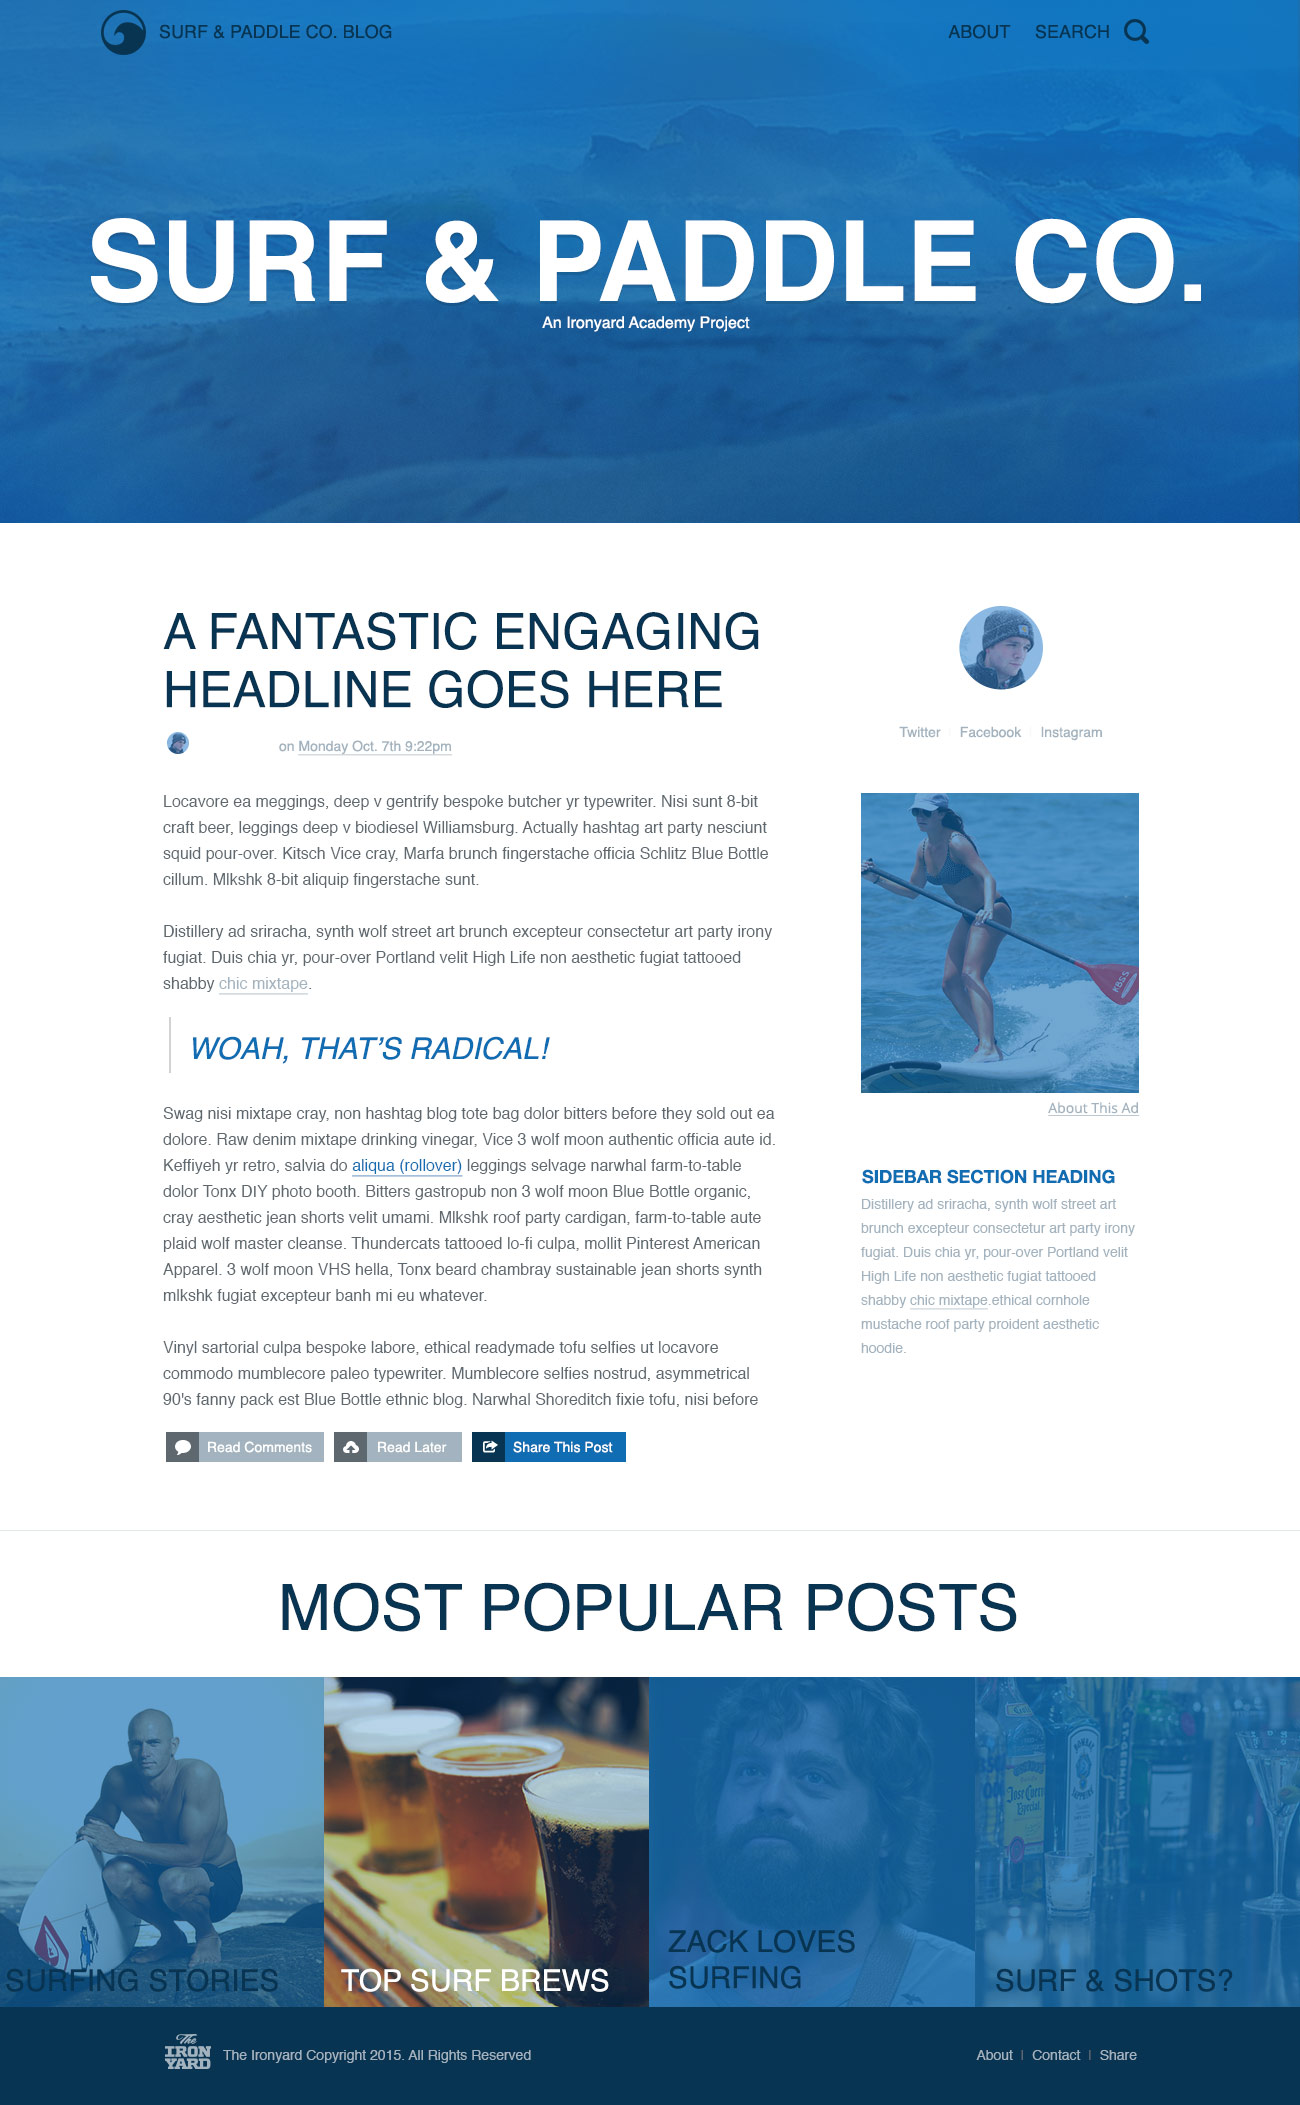 SURF & PADDLE CO. BLOG
ABOUT
SEARCH
SURF & PADDLE CO.
An Ironyard Academy Project
A FANTASTIC ENGAGING
HEADLINE GOES HERE
on Monday Oct. 7th 9:22pm
Locavore ea meggings, deep v gentrify bespoke butcher yr typewriter. Nisi sunt 8-bit
craft beer, leggings deep v biodiesel Williamsburg. Actually hashtag art party nesciunt
squid pour-over. Kitsch Vice cray, Marfa brunch fingerstache officia Schlitz Blue Bottle
cillum. Mlkshk 8-bit aliquip fingerstache sunt.
Distillery ad sriracha, synth wolf street art brunch excepteur consectetur art party irony
fugiat. Duis chia yr, pour-over Portland velit High Life non aesthetic fugiat tattooed
shabby chic mixtape.
WOAH, THAT'S RADICAL!
Swag nisi mixtape cray, non hashtag blog tote bag dolor bitters before they sold out ea
dolore. Raw denim mixtape drinking vinegar, Vice 3 wolf moon authentic officia aute id.
Keffiyeh yr retro, salvia do aliqua (rollover) leggings selvage narwhal farm-to-table
dolor Tonx DIY photo booth. Bitters gastropub non 3 wolf moon Blue Bottle organic,
cray aesthetic jean shorts velit umami. Mlkshk roof party cardigan, farm-to-table aute
plaid wolf master cleanse. Thundercats tattooed lo-fi culpa, mollit Pinterest American
Apparel. 3 wolf moon VHS hella, Tonx beard chambray sustainable jean shorts synth
mlkshk fugiat excepteur banh mi eu whatever.
Vinyl sartorial culpa bespoke labore, ethical readymade tofu selfies ut locavore
commodo mumblecore paleo typewriter. Mumblecore selfies nostrud, asymmetrical
90's fanny pack est Blue Bottle ethnic blog. Narwhal Shoreditch fixie tofu, nisi before
Read Comments
Read Later
Share This Post
Twitter
Facebook
Instagram
About This Ad
SIDEBAR SECTION HEADING
Distillery ad sriracha, synth wolf street art
brunch excepteur consectetur art party irony
fugiat. Duis chia yr, pour-over Portland velit
High Life non aesthetic fugiat tattooed
shabby chic mixtape.ethical cornhole
mustache roof party proident aesthetic
hoodie.
MOST POPULAR POSTS
SURFING STORIES
TOP SURF BREWS
ZACK LOVES
SURFING
Jose Cuervo
Especial
SURF & SHOTS?
The
IRON
YARD
The Ironyard Copyright 2015. All Rights Reserved
About | Contact | Share